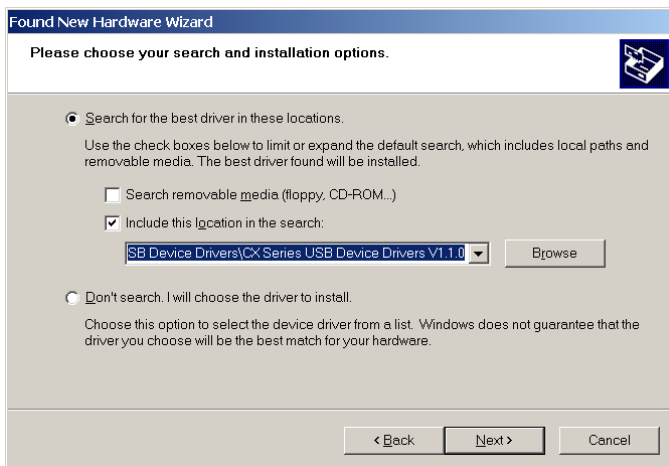 Found New Hardware Wizard
Please choose your search and installation options.
Search for the best driver in these locations.
Use the check boxes below to limit or expand the default search, which includes local paths and
removable media. The best driver found will be installed.
Search removable media (floppy, CD-ROM...)
Include this location in the search:
SB Device Drivers\CX Series USB Device Drivers V1.1.0
Browse
Don't search. I will choose the driver to install.
Choose this option to select the device driver from a list. Windows does not guarantee that the
driver you choose will be the best match for your hardware.
< Back Next > Cancel